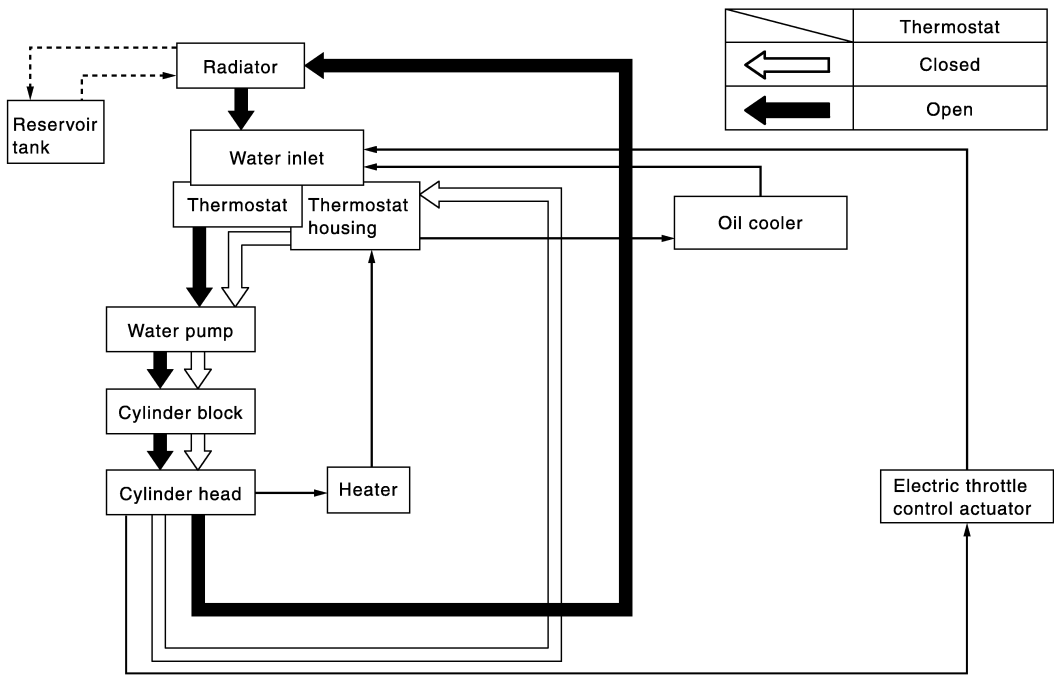 Thermostat
Closed
Open
Radiator
Reservoir
tank
Water inlet
Thermostat
Thermostat
housing
Oil cooler
Water pump
Cylinder block
Cylinder head
Heater
Electric throttle
control actuator